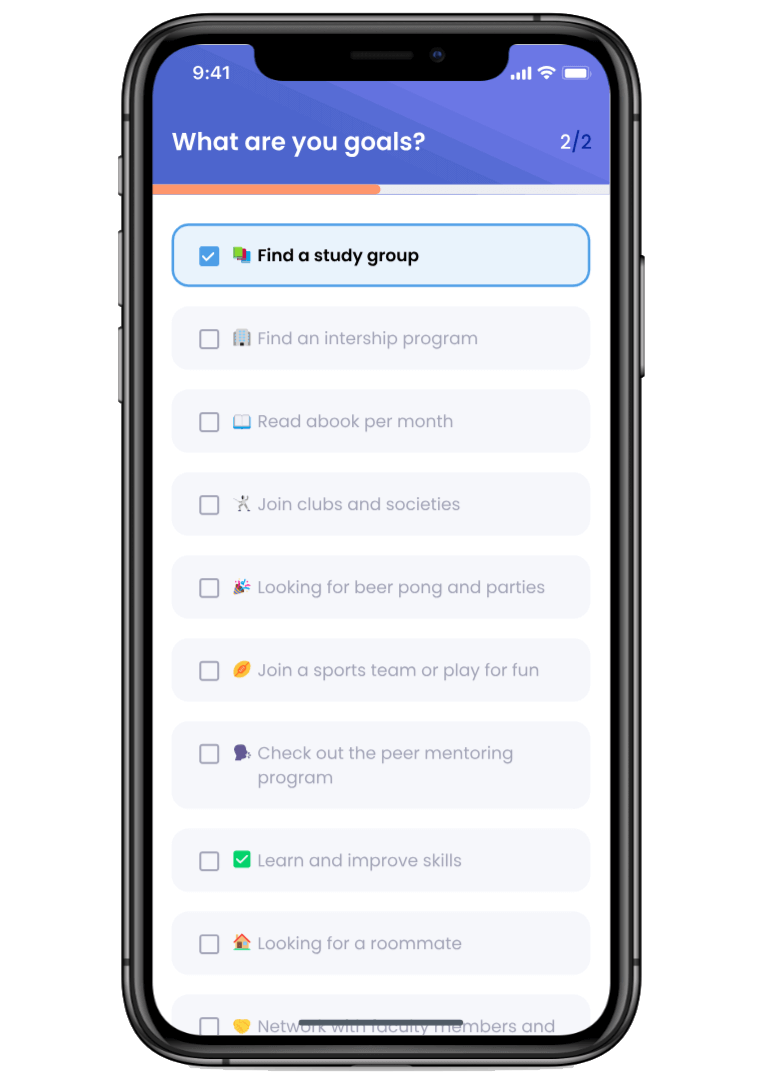 9:41
What are you goals?
2/2
Find a study group
Find an intership program
Read abook per month
Join clubs and societies
Looking for beer pong and parties
Join a sports team or play for fun
Check out the peer mentoring
program
Learn and improve skills
Looking for a roommate
Network with faculty members and